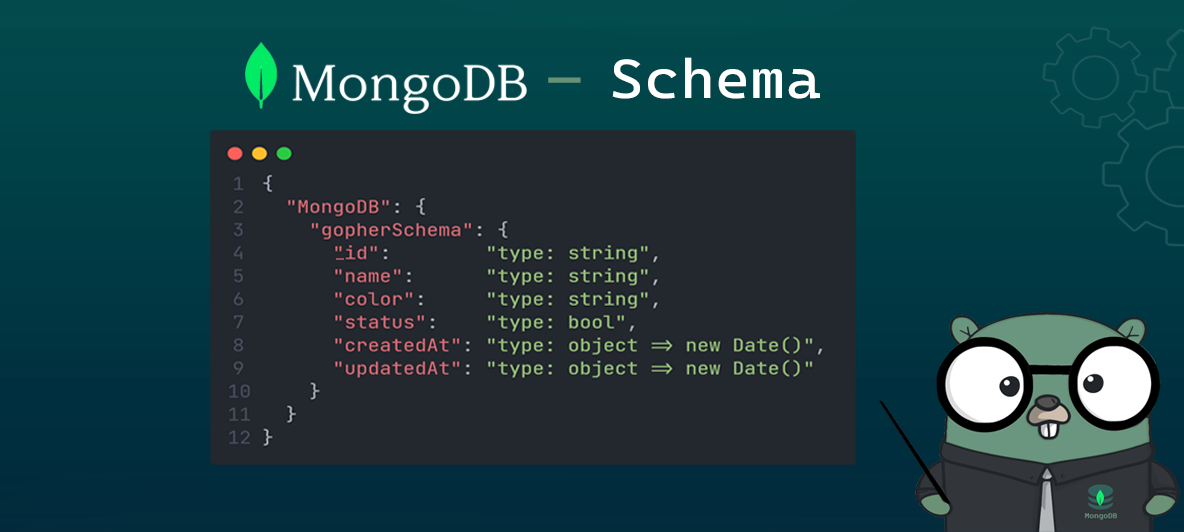 MongoDB — Schema
1 {
2 "MongoDB": {
3 "gopherSchema": {
4 "_id": "type: string",
5 "name": "type: string",
6 "color": "type: string",
7 "status": "type: bool",
8 "createdAt": "type: object => new Date()",
9 "updatedAt": "type: object => new Date()"
10 }
11 }
12 }
MongoDB